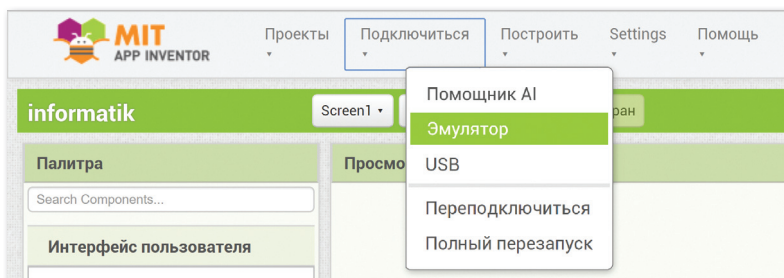 MIT
APP INVENTOR
Проекты Подключиться Построить Settings Помощь
informatik Screen1 ран
Помощник AI
Эмулятор
USB
Переподключиться
Полный перезапуск
Палитра Просмо
Search Components...
Интерфейс пользователя